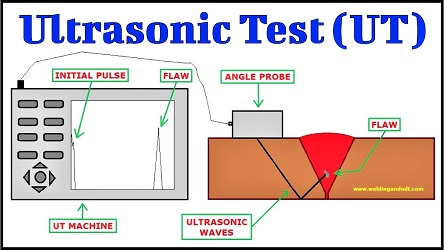 Ultrasonic Test (UT)
INITIAL PULSE
FLAW
ANGLE PROBE
FLAW
www.weldingandndt.com
UT MACHINE
ULTRASONIC
WAVES